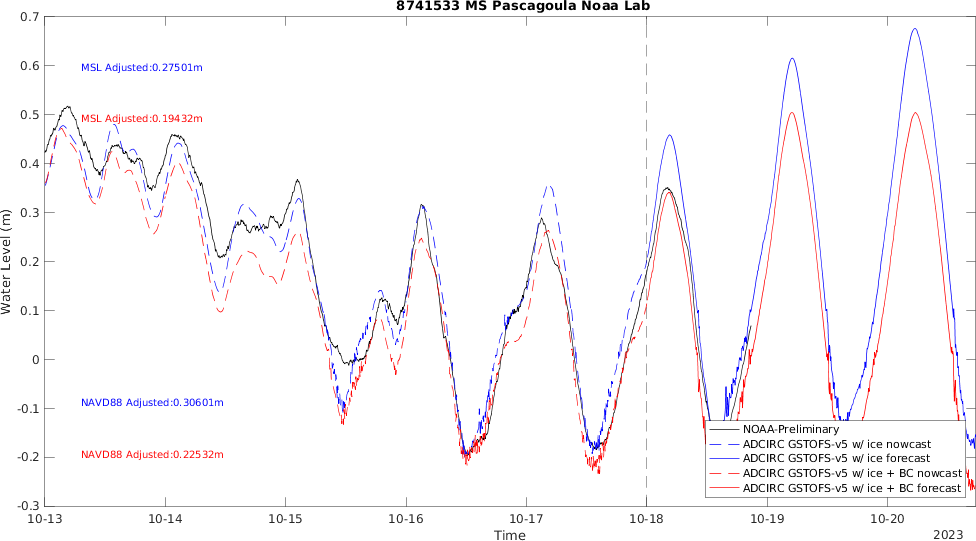 8741533 MS Pascagoula Noaa Lab
0.7
0.6
0.5
0.4
0.3
0.2
0.1
0
-0.1
-0.2
-0.3
Water Level (m)
MSL Adjusted:0.27501m
MSL Adjusted:0.19432m
NAVD88 Adjusted:0.30601m
NAVD88 Adjusted:0.22532m
NOAA-Preliminary
ADCIRC GSTOFS-v5 w/ ice nowcast
ADCIRC GSTOFS-v5 w/ ice forecast
ADCIRC GSTOFS-v5 w/ ice + BC nowcast
ADCIRC GSTOFS-v5 w/ ice + BC forecast
10-13 10-14 10-15 10-16 10-17 10-18 10-19 10-20
Time
2023